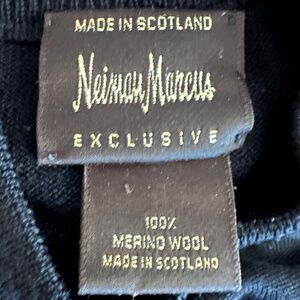 MADE IN SCOTLAND
Neiman Marcus
EXCLUSIVE
100%
MERINO WOOL
MADE IN SCOTLAND